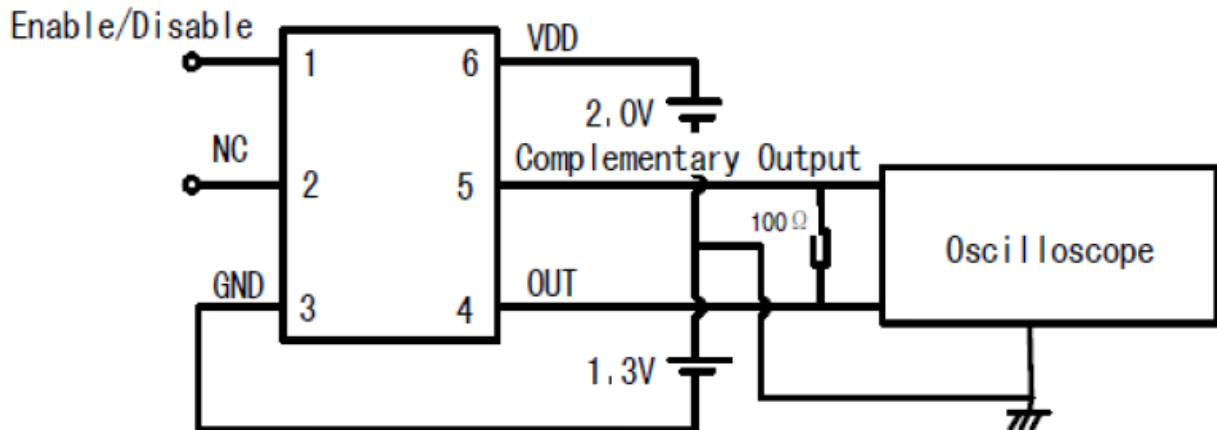 Enable/Disable
1
6
VDD
2.0V
NC
2
5
Complementary Output
100Ω
Oscilloscope
GND
3
4
OUT
1.3V